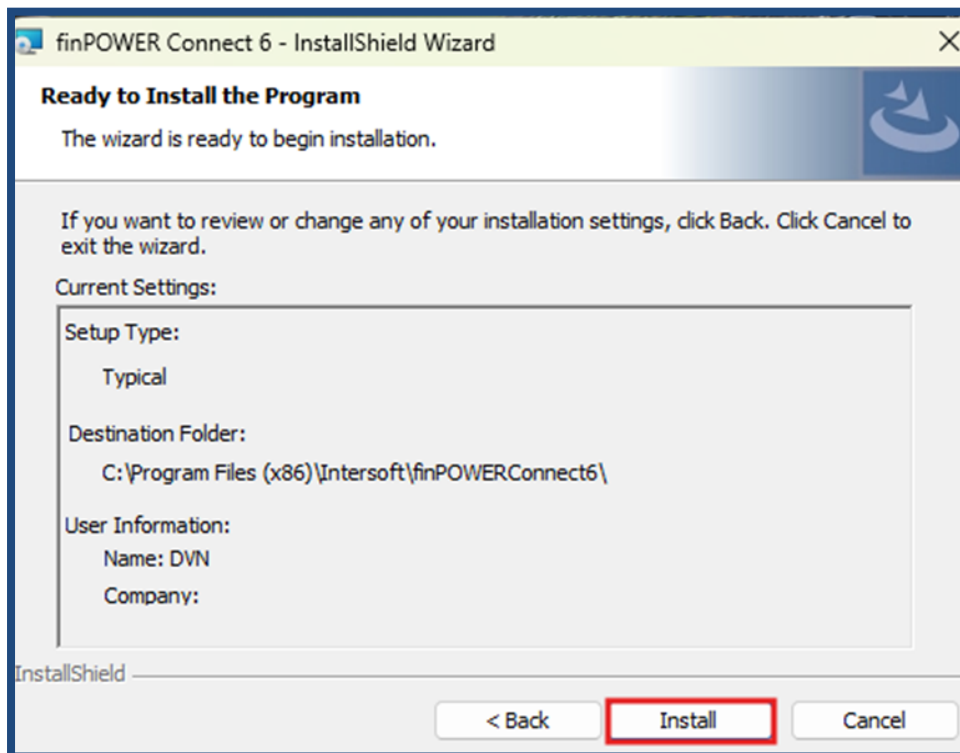 finPOWER Connect 6 - InstallShield Wizard
Ready to Install the Program
The wizard is ready to begin installation.
If you want to review or change any of your installation settings, click Back. Click Cancel to
exit the wizard.
Current Settings:
Setup Type:
Typical
Destination Folder:
C:\Program Files (x86)\Intersoft\finPOWERConnect6\
User Information:
Name: DVN
Company:
InstallShield
< Back
Install
Cancel